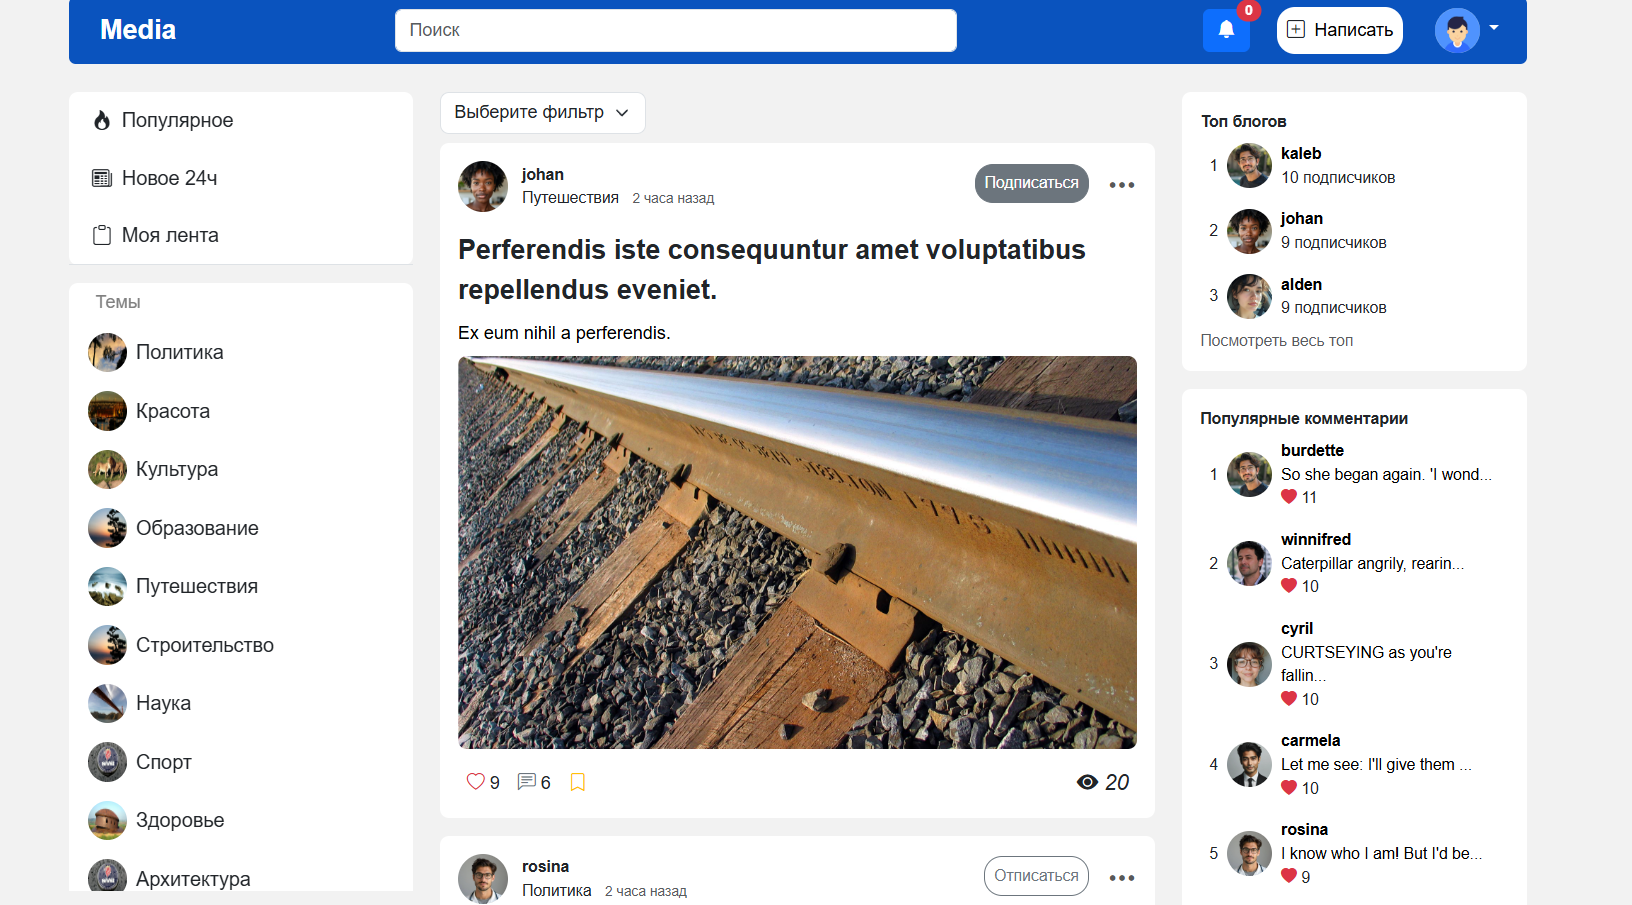 Media
Поиск
0
Написать
Популярное
Новое 24ч
Моя лента
Темы
Политика
Красота
Культура
Образование
Путешествия
Строительство
Наука
Спорт
Здоровье
Архитектура
Выберите фильтр
johan
Путешествия 2 часа назад
Подписаться
Perferendis iste consequuntur amet voluptatibus
repellendus eveniet.
Ex eum nihil a perferendis.
9 6
20
rosina
Политика 2 часа назад
Отписаться
Топ блогов
1
kaleb
10 подписчиков
2
johan
9 подписчиков
3
alden
9 подписчиков
Посмотреть весь топ
Популярные комментарии
1
burdette
So she began again. 'I wond...
11
2
winnifred
Caterpillar angrily, rearin...
10
3
cyril
CURTSEYING as you're
fallin...
10
4
carmela
Let me see: I'll give them ...
10
5
rosina
I know who I am! But I'd be...
9